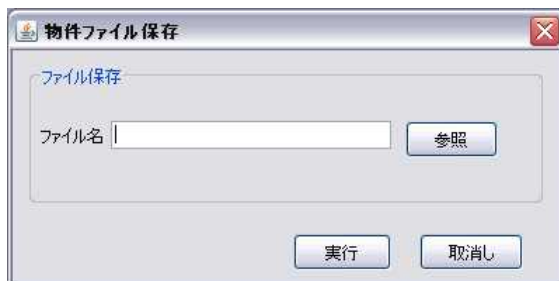 物件ファイル保存
ファイル保存
ファイル名 参照
実行 取消し